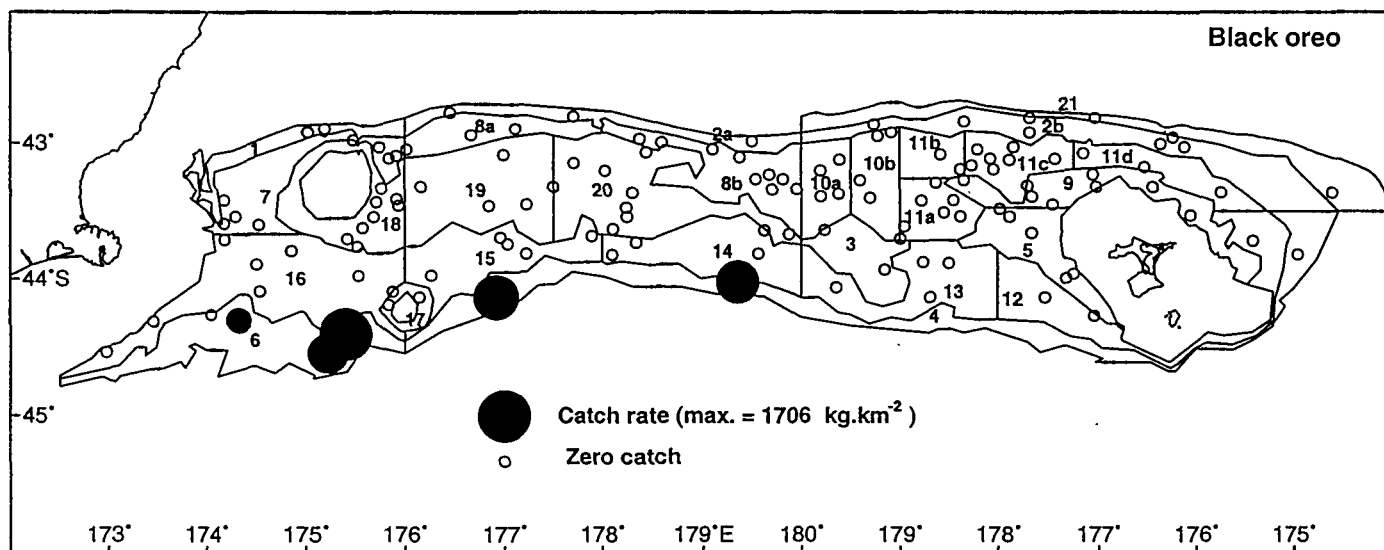 Black oreo
21
43°
1
8a
2a
2b
11b
11c
11d
7
18
19
20
8b
10a
10b
9
11a
15
14
3
5
44°S
16
17
13
12
4
6
45°
Catch rate (max. = 1706 kg.km-2 )
Zero catch
173° 174° 175° 176° 177° 178° 179°E 180° 179° 178° 177° 176° 175°